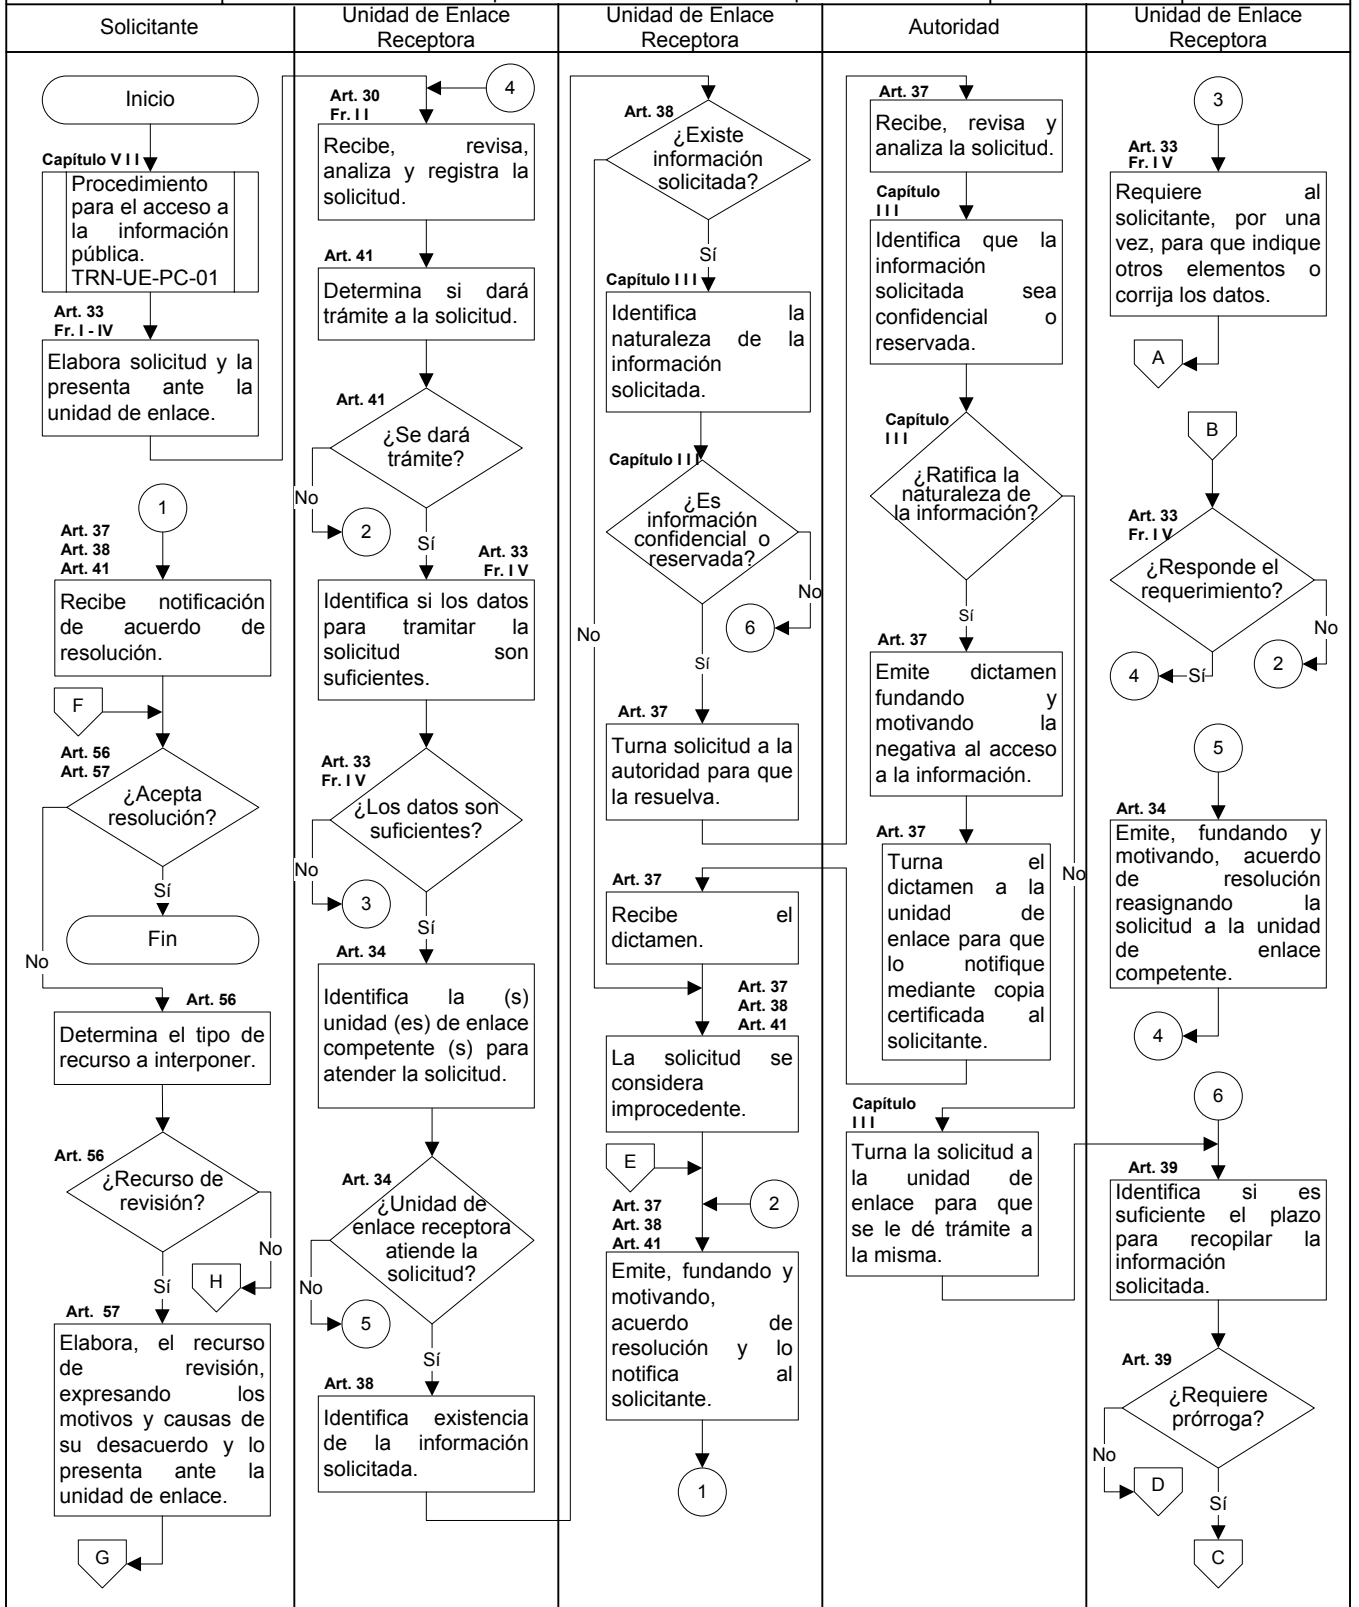 Solicitante
Unidad de Enlace
Receptora
Unidad de Enlace
Receptora
Autoridad
Unidad de Enlace
Receptora
Inicio
Capítulo V I I
Procedimiento
para el acceso a
la información
pública.
TRN-UE-PC-01
Art. 33
Fr. I - IV
Elabora solicitud y la
presenta ante la
unidad de enlace.
1
Art. 37
Art. 38
Art. 41
Recibe notificación
de acuerdo de
resolución.
F
Art. 56
Art. 57
¿Acepta
resolución?
Sí
Fin
No
Art. 56
Determina el tipo de
recurso a interponer.
Art. 56
¿Recurso de
revisión?
No
H
Sí
Art. 57
Elabora, el recurso
de revisión,
expresando los
motivos y causas de
su desacuerdo y lo
presenta ante la
unidad de enlace.
G
4
Art. 30
Fr. I I
Recibe, revisa,
analiza y registra la
solicitud.
Art. 41
Determina si dará
trámite a la solicitud.
Art. 41
¿Se dará
trámite?
No
2
Sí
Art. 33
Fr. I V
Identifica si los datos
para tramitar la
solicitud son
suficientes.
Art. 33
Fr. I V
¿Los datos son
suficientes?
No
3
Sí
Art. 34
Identifica la (s)
unidad (es) de enlace
competente (s) para
atender la solicitud.
Art. 34
¿Unidad de
enlace receptora
atiende la
solicitud?
No
5
Sí
Art. 38
Identifica existencia
de la información
solicitada.
Art. 38
¿Existe
información
solicitada?
Sí
Capítulo I I I
Identifica la
naturaleza de la
información
solicitada.
Capítulo I I I
¿Es
información
confidencial o
reservada?
No
6
No
Sí
Art. 37
Turna solicitud a la
autoridad para que
la resuelva.
Art. 37
Recibe el
dictamen.
Art. 37
Art. 38
Art. 41
La solicitud se
considera
improcedente.
E
2
Art. 37
Art. 38
Art. 41
Emite, fundando y
motivando,
acuerdo de
resolución y lo
notifica al
solicitante.
1
Art. 37
Recibe, revisa y
analiza la solicitud.
Capítulo
I I I
Identifica que la
información
solicitada sea
confidencial o
reservada.
Capítulo
I I I
¿Ratifica la
naturaleza de
la información?
Sí
Art. 37
Emite dictamen
fundando y
motivando la
negativa al acceso
a la información.
Art. 37
Turna el
dictamen a la
unidad de
enlace para que
lo notifique
mediante copia
certificada al
solicitante.
No
Capítulo
I I I
Turna la solicitud a
la unidad de
enlace para que
se le dé trámite a
la misma.
3
Art. 33
Fr. I V
Requiere al
solicitante, por una
vez, para que indique
otros elementos o
corrija los datos.
A
B
Art. 33
Fr. I V
¿Responde el
requerimiento?
No
2
Sí
4
5
Art. 34
Emite, fundando y
motivando, acuerdo
de resolución
reasignando la
solicitud a la unidad
de enlace
competente.
4
6
Art. 39
Identifica si es
suficiente el plazo
para recopilar la
información
solicitada.
Art. 39
¿Requiere
prórroga?
No
D
Sí
C